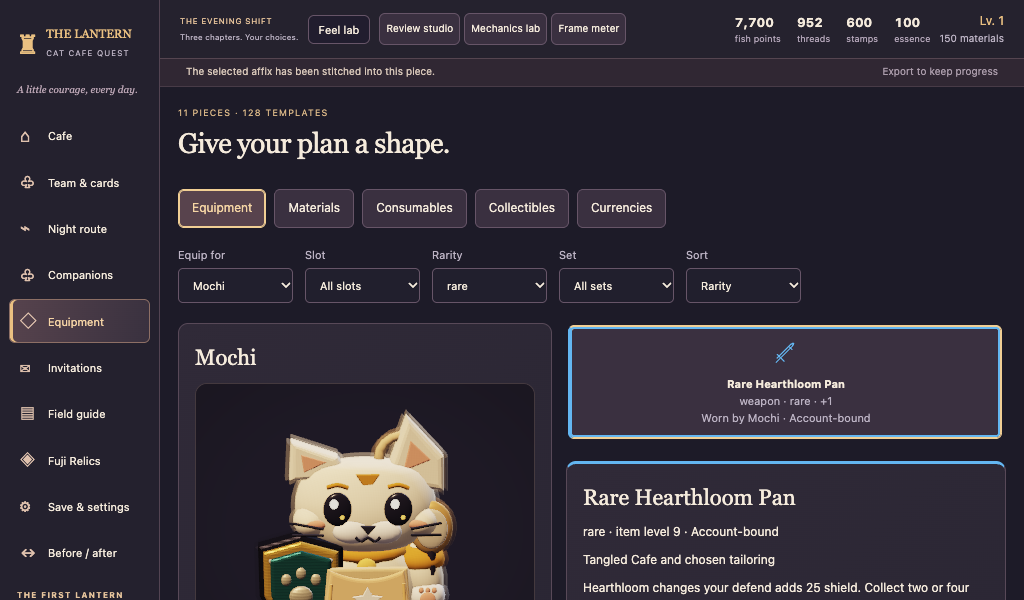 THE LANTERN
CAT CAFE QUEST
A little courage, every day.
Cafe
Team & cards
Night route
Companions
Equipment
Invitations
Field guide
Fuji Relics
Save & settings
Before / after
THE FIRST LANTERN
THE EVENING SHIFT
Three chapters. Your choices.
Feel lab
Review studio
Mechanics lab
Frame meter
7,700
fish points
952
threads
600
stamps
100
essence
Lv. 1
150 materials
The selected affix has been stitched into this piece.
Export to keep progress
11 PIECES · 128 TEMPLATES
Give your plan a shape.
Equipment
Materials
Consumables
Collectibles
Currencies
Equip for
Slot
Rarity
Set
Sort
Mochi
All slots
rare
All sets
Rarity
Mochi
Rare Hearthloom Pan
weapon · rare · +1
Worn by Mochi · Account-bound
Rare Hearthloom Pan
rare · item level 9 · Account-bound
Tangled Cafe and chosen tailoring
Hearthloom changes your defend adds 25 shield. Collect two or four